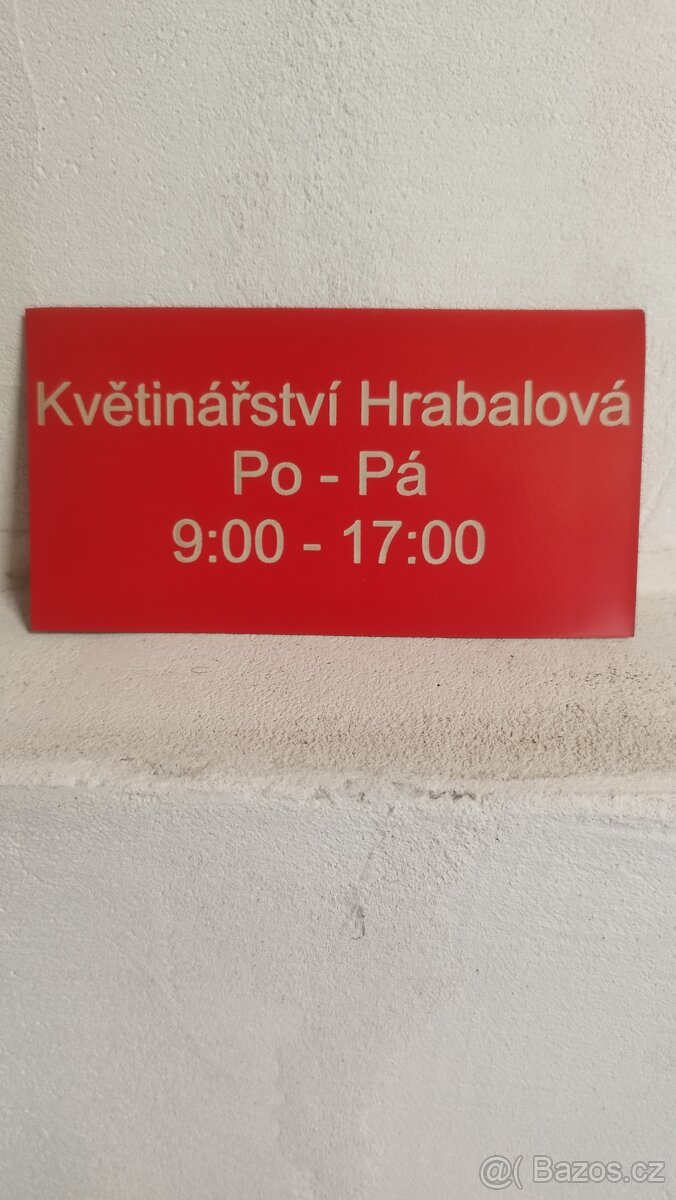 Květinářství Hrabalová
Po - Pá
9:00 - 17:00
@( Bazos.cz